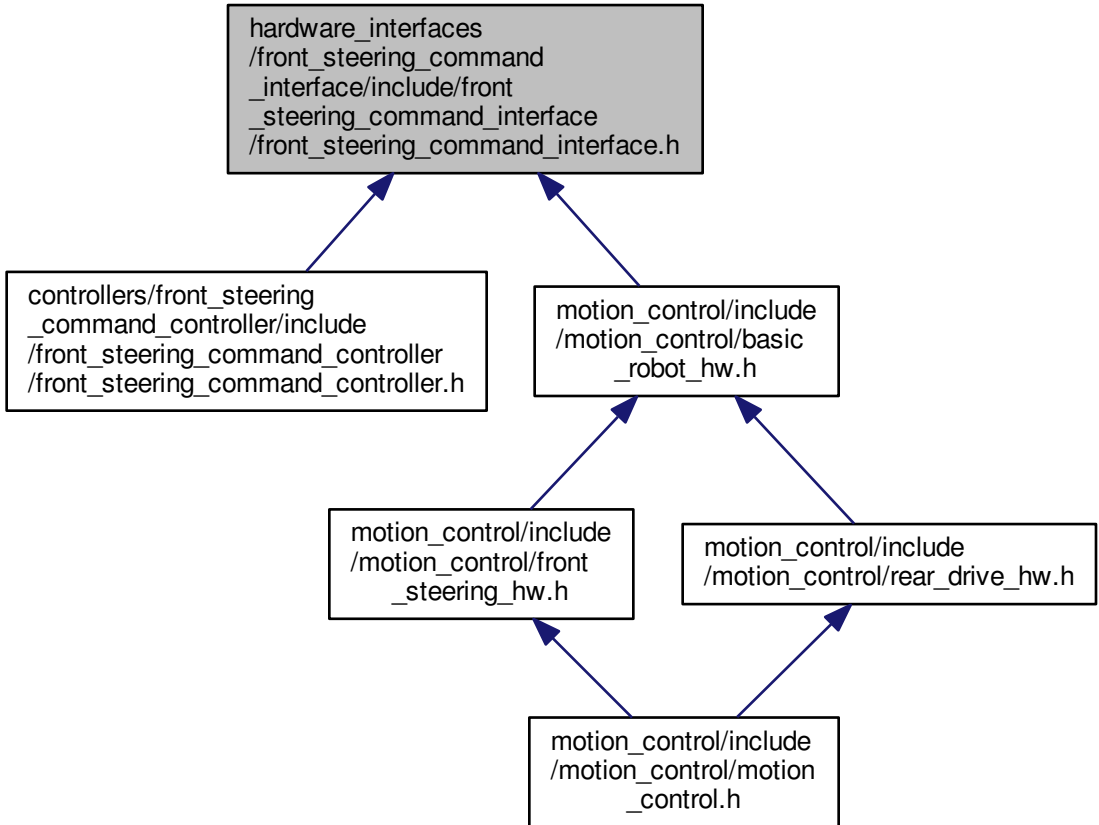 hardware_interfaces
/front_steering_command
_interface/include/front
_steering_command_interface
/front_steering_command_interface.h
controllers/front_steering
_command_controller/include
/front_steering_command_controller
/front_steering_command_controller.h
motion_control/include
/motion_control/basic
_robot_hw.h
motion_control/include
/motion_control/front
_steering_hw.h
motion_control/include
/motion_control/rear_drive_hw.h
motion_control/include
/motion_control/motion
_control.h